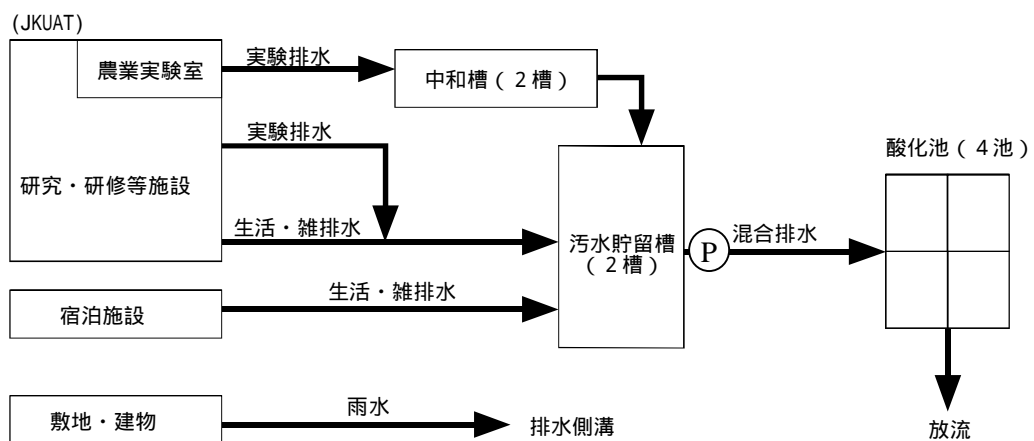 (JKUAT)
農業実験室
実験排水
中和槽(2槽)
実験排水
研究・研修等施設
生活・雑排水
汚水貯留槽
(2槽)
P
混合排水
酸化池(4池)
宿泊施設
生活・雑排水
敷地・建物
雨水
排水側溝
放流